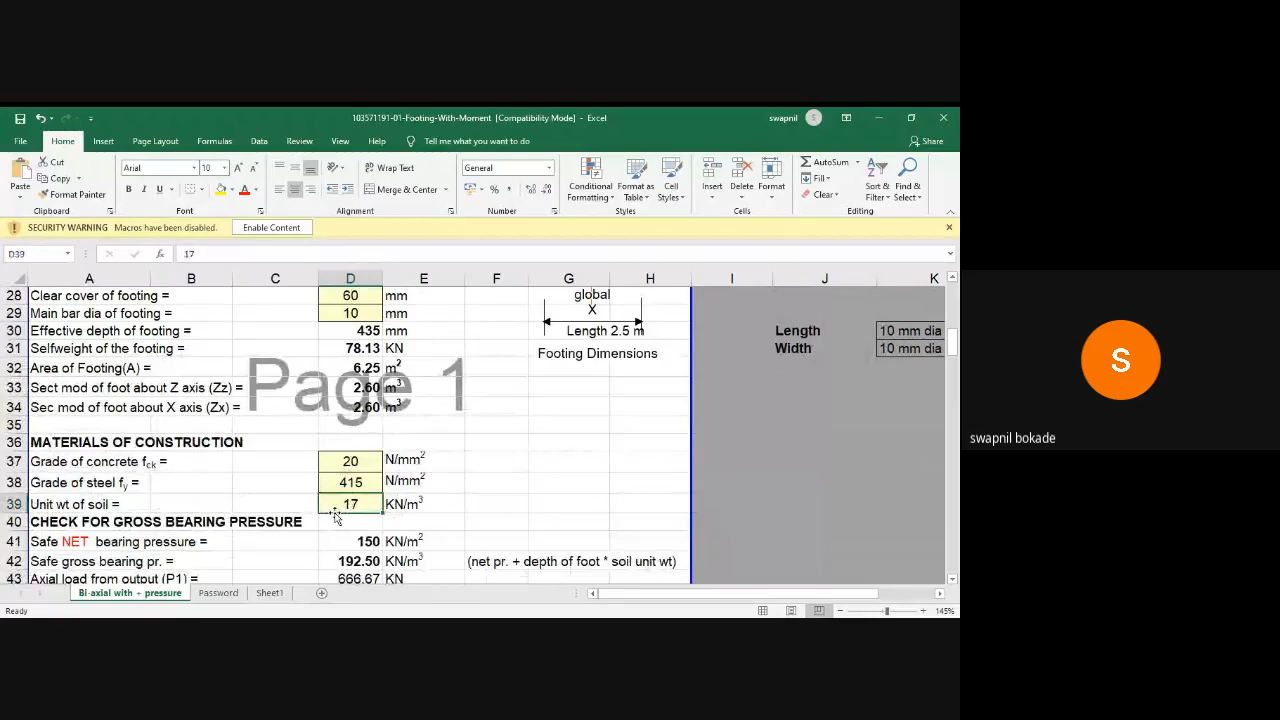 103571191-01-Footing-With-Moment [Compatibility Mode] - Excel
swapnil
S
File Home Insert Page Layout Formulas Data Review View Help Tell me what you want to do
Share
Paste
Cut
Copy
Format Painter
Clipboard
Arial 10
B I U
Font
Wrap Text
Merge & Center
Alignment
General
Number
Conditional Formatting
Format as Table
Cell Styles
Styles
Insert Delete Format
Cells
AutoSum
Fill
Clear
Sort & Filter
Find & Select
Editing
SECURITY WARNING Macros have been disabled. Enable Content
D39 fx 17
A B C D E F G H I J K
28 Clear cover of footing = 60 mm global
29 Main bar dia of footing = 10 mm X
30 Effective depth of footing = 435 mm Length 2.5 m Length 10 mm dia
31 Selfweight of the footing = 78.13 KN Footing Dimensions Width 10 mm dia
32 Area of Footing(A) = 6.25 m2
33 Sect mod of foot about Z axis (Zz) = 2.60 m3
34 Sec mod of foot about X axis (Zx) = 2.60 m3
Page 1
35
36 MATERIALS OF CONSTRUCTION
37 Grade of concrete fck = 20 N/mm2
38 Grade of steel fy = 415 N/mm2
39 Unit wt of soil = 17 KN/m3
40 CHECK FOR GROSS BEARING PRESSURE
41 Safe NET bearing pressure = 150 KN/m2
42 Safe gross bearing pr. = 192.50 KN/m3 (net pr. + depth of foot * soil unit wt)
43 Axial load from output (P1) = 666.67 KN
Bi-axial with + pressure Password Sheet1
Ready
145%
S
swapnil bokade